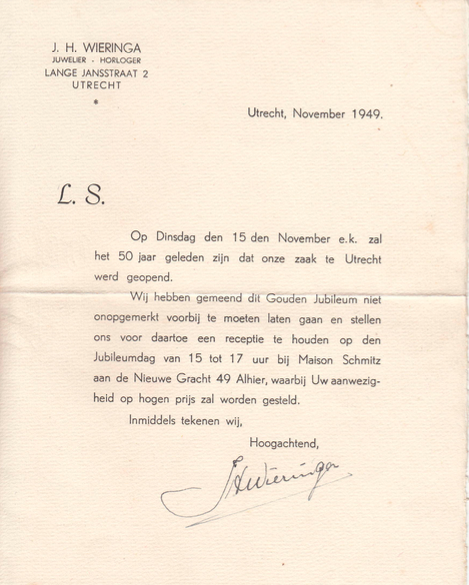 J. H. WIERINGA
JUWELIER - HORLOGER
LANGE JANSSTRAAT 2
UTRECHT
*
Utrecht, November 1949.
L. S.
Op Dinsdag den 15 den November e.k. zal
het 50 jaar geleden zijn dat onze zaak te Utrecht
werd geopend.
Wij hebben gemeend dit Gouden Jubileum niet
onopgemerkt voorbij te moeten laten gaan en stellen
ons voor daartoe een receptie te houden op den
Jubileumdag van 15 tot 17 uur bij Maison Schmitz
aan de Nieuwe Gracht 49 Alhier, waarbij Uw aanwezig-
heid op hogen prijs zal worden gesteld.
Inmiddels tekenen wij,
Hoogachtend,
JHWieringa